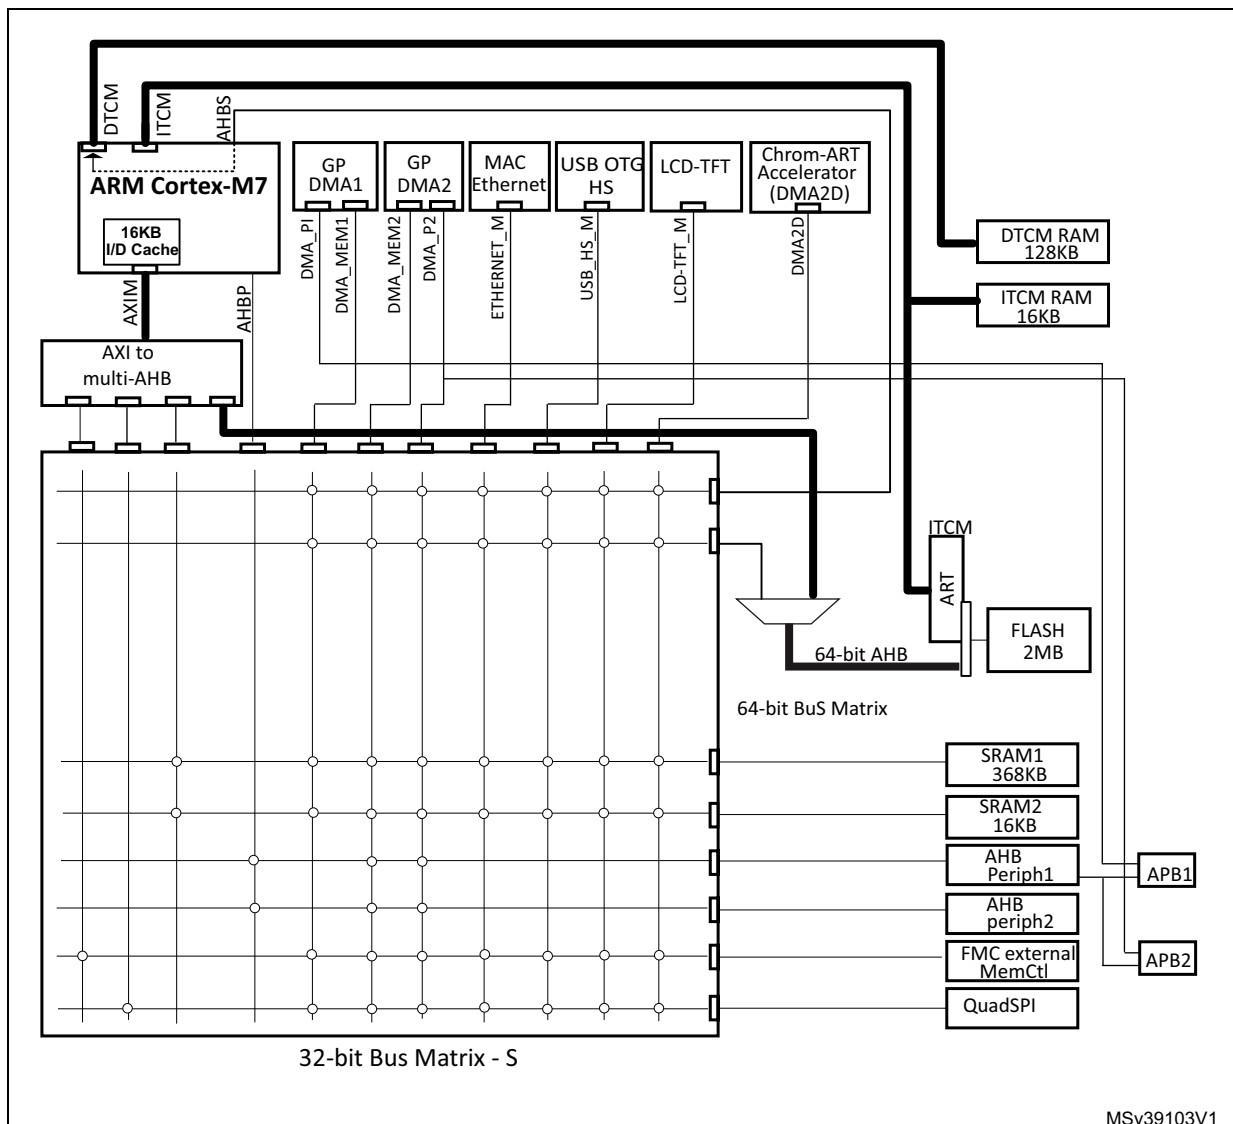 DTCM
ITCM
AHBS
ARM Cortex-M7
16KB
I/D Cache
AXIM
AHBP
GP
DMA1
GP
DMA2
MAC
Ethernet
USB OTG
HS
LCD-TFT
Chrom-ART
Accelerator
(DMA2D)
DMA_PI
DMA_MEM1
DMA_MEM2
DMA_P2
ETHERNET_M
USB_HS_M
LCD-TFT_M
DMA2D
DTCM RAM
128KB
ITCM RAM
16KB
AXI to
multi-AHB
ITCM
ART
FLASH
2MB
64-bit AHB
64-bit BuS Matrix
SRAM1
368KB
SRAM2
16KB
AHB
Periph1
APB1
AHB
periph2
FMC external
MemCtl
APB2
QuadSPI
32-bit Bus Matrix - S
MSv39103V1